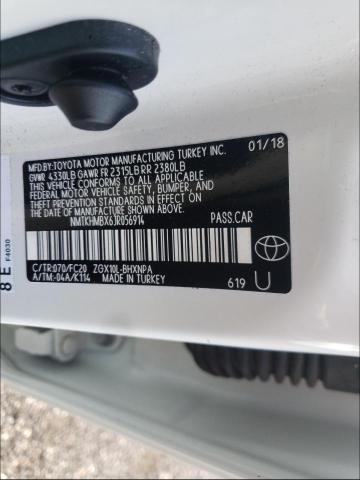 MFD.BY:TOYOTA MOTOR MANUFACTURING TURKEY INC. 01/18
GVWR 4330LB GAWR FR 2315LB RR 2380LB
THIS VEHICLE CONFORMS TO ALL APPLICABLE
FEDERAL MOTOR VEHICLE SAFETY, BUMPER, AND
THEFT PREVENTION STANDARDS IN EFFECT ON
THE DATE OF MANUFACTURE SHOWN ABOVE.
NMTKHMBX6JR056914 PASS.CAR
C/TR:070/FC20 ZGX10L-BHXNPA
A/TM:-04A/K114 MADE IN TURKEY 619 U
8E F4030